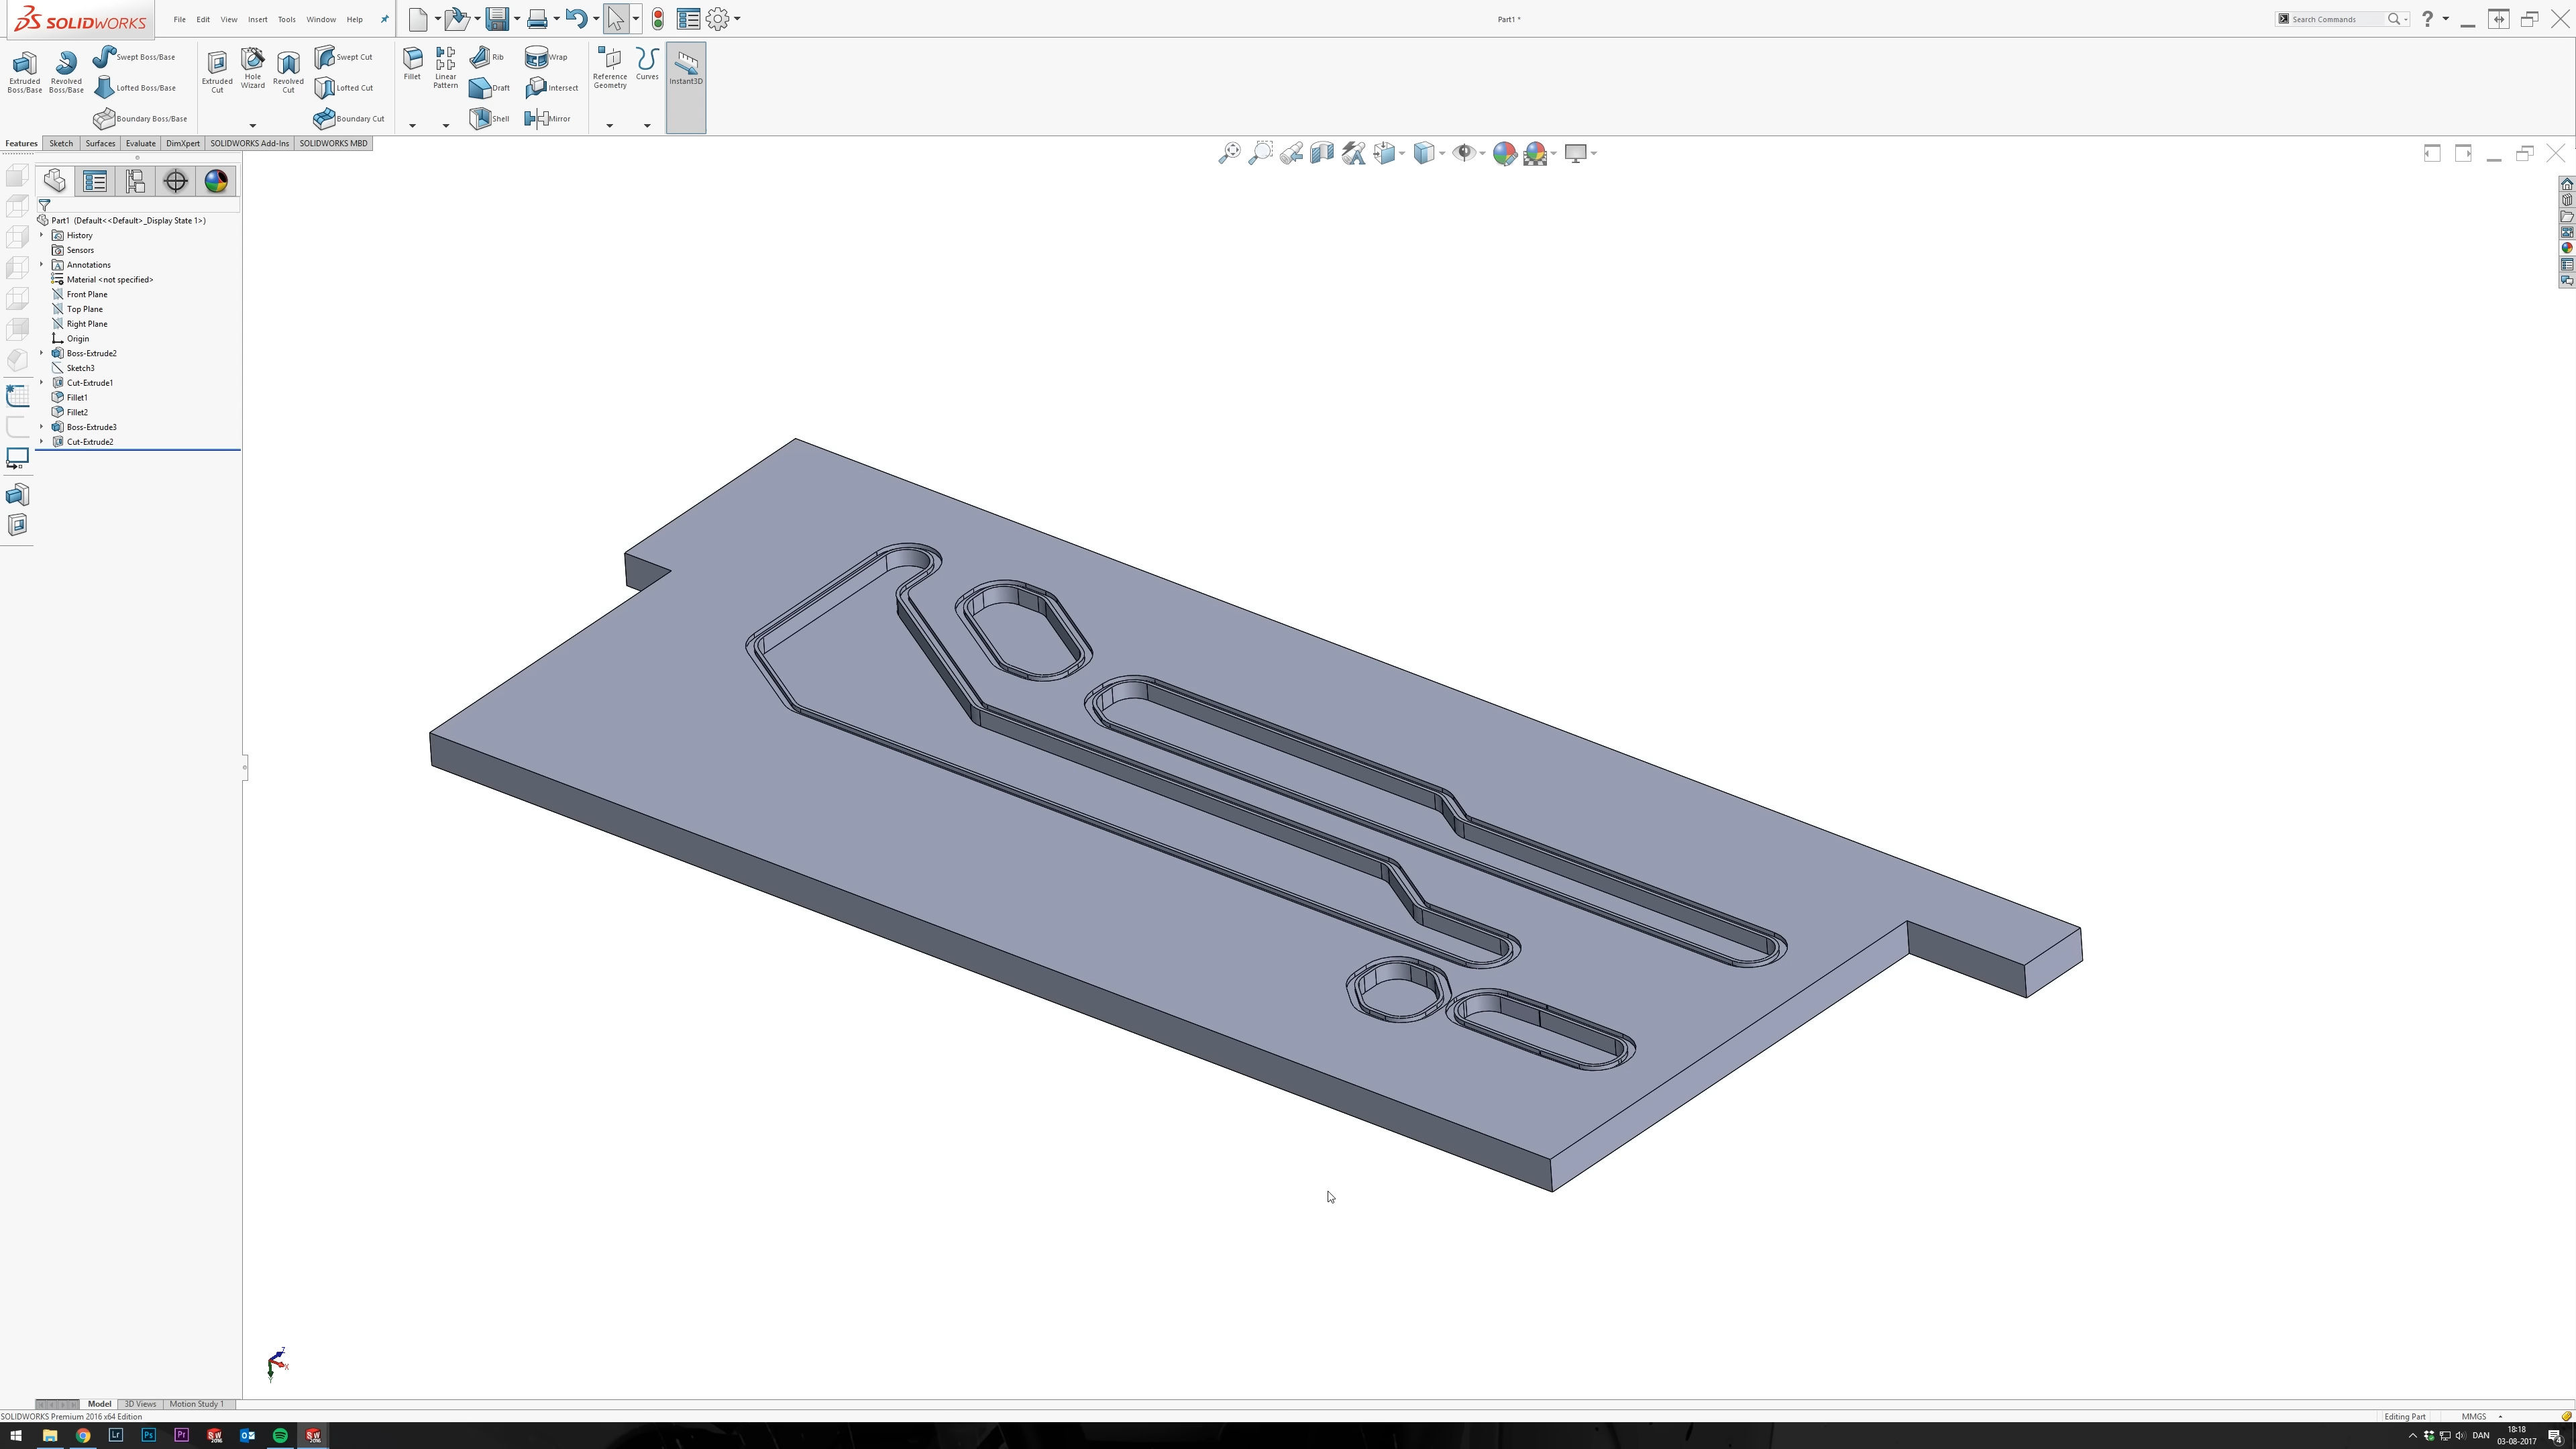 SOLIDWORKS File Edit View Insert Tools Window Help Part1 * Search Commands
Extruded Boss/Base
Revolved Boss/Base
Swept Boss/Base
Lofted Boss/Base
Boundary Boss/Base
Extruded Cut
Hole Wizard
Revolved Cut
Swept Cut
Lofted Cut
Boundary Cut
Fillet
Linear Pattern
Rib
Draft
Shell
Wrap
Intersect
Mirror
Reference Geometry
Curves
Instant3D
Features Sketch Surfaces Evaluate DimXpert SOLIDWORKS Add-Ins SOLIDWORKS MBD
Part1 (Default<<Default>_Display State 1>)
History
Sensors
Annotations
Material <not specified>
Front Plane
Top Plane
Right Plane
Origin
Boss-Extrude2
Sketch3
Cut-Extrude1
Fillet1
Fillet2
Boss-Extrude3
Cut-Extrude2
Z
X
Y
Model 3D Views Motion Study 1
SOLIDWORKS Premium 2016 x64 Edition Editing Part MMGS
Lr Ps Pr DAN 18:18
03-08-2017